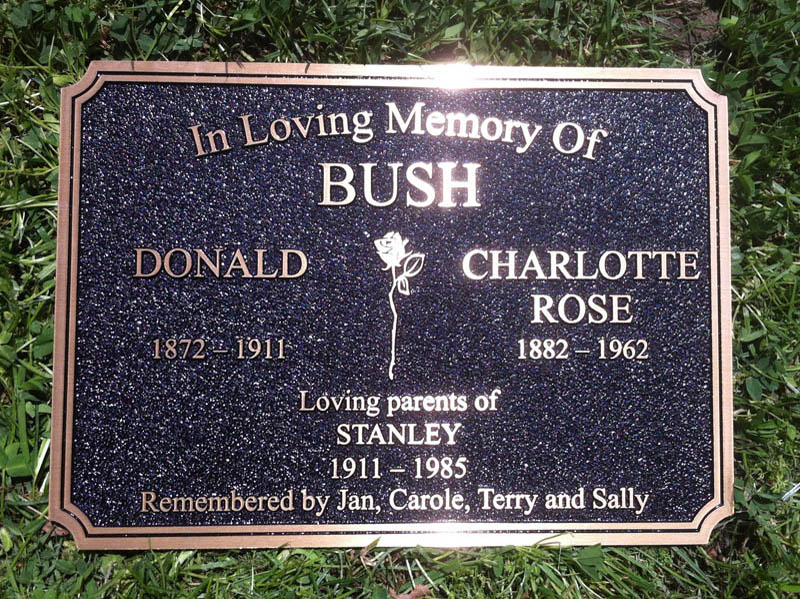 In Loving Memory Of
BUSH
DONALD
1872 – 1911
CHARLOTTE
ROSE
1882 – 1962
Loving parents of
STANLEY
1911 – 1985
Remembered by Jan, Carole, Terry and Sally